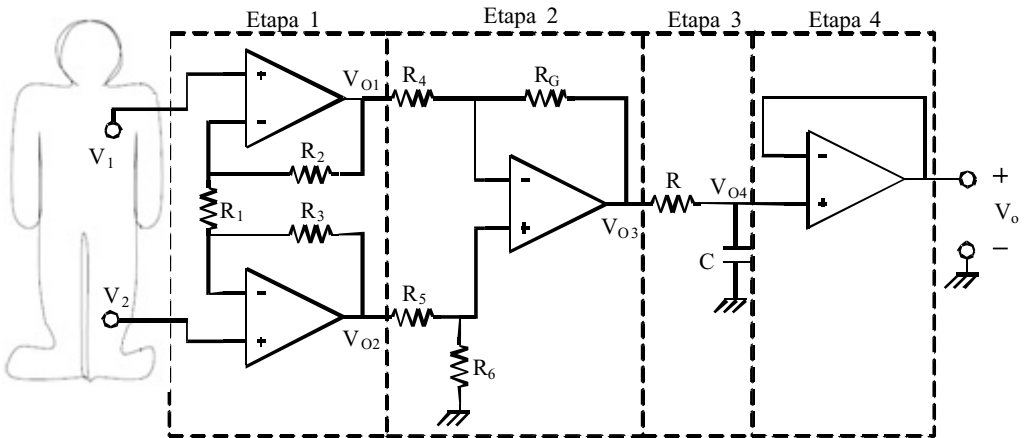 Etapa 1
Etapa 2
Etapa 3
Etapa 4
V1
V2
+
-
R2
R1
R3
-
+
VO1
VO2
R4
RG
R5
R6
-
+
VO3
R
VO4
C
-
+
+
Vo
-